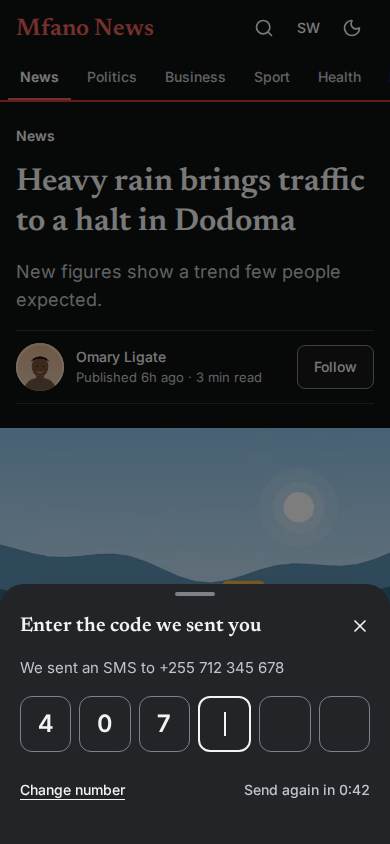 Mfano News
SW
News Politics Business Sport Health
News
Heavy rain brings traffic
to a halt in Dodoma
New figures show a trend few people
expected.
Omary Ligate
Published 6h ago · 3 min read
Follow
Enter the code we sent you
We sent an SMS to +255 712 345 678
4 0 7
Change number
Send again in 0:42